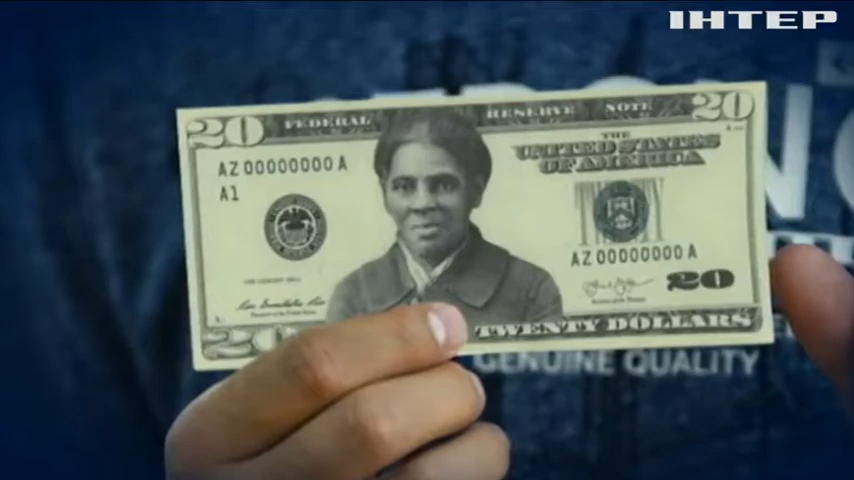 ІНТЕР
20 FEDERAL RESERVE NOTE 20
THE
UNITED STATES
OF AMERICA
AZ 00000000 A
A1
AZ 00000000 A
20
20 TWENTY DOLLARS
GENUINE QUALITY